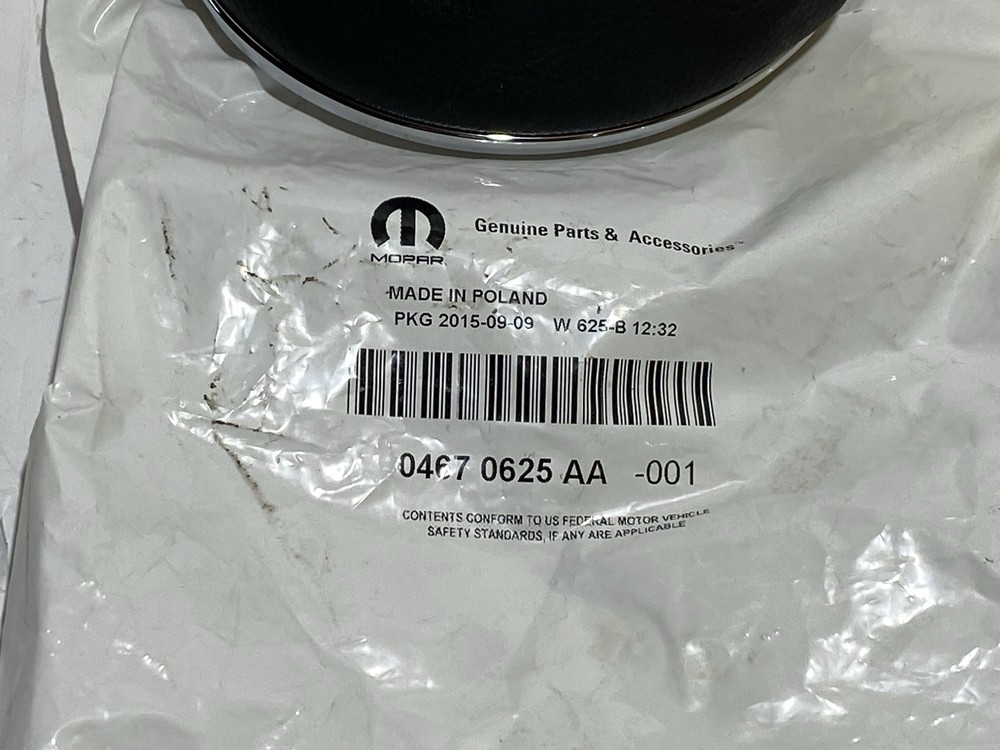 MOPAR
Genuine Parts & Accessories™
MADE IN POLAND
PKG 2015-09-09 W 625-B 12:32
0467 0625 AA -001
CONTENTS CONFORM TO US FEDERAL MOTOR VEHICLE
SAFETY STANDARDS, IF ANY ARE APPLICABLE